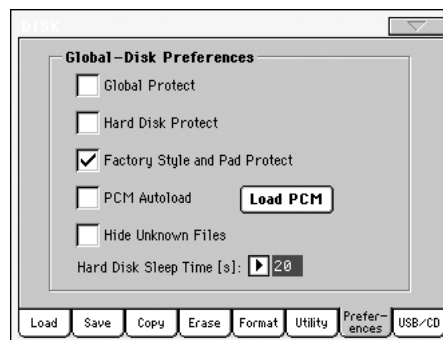 DISK
Global-Disk Preferences
Global Protect
Hard Disk Protect
Factory Style and Pad Protect
PCM Autoload Load PCM
Hide Unknown Files
Hard Disk Sleep Time [s]: 20
Load Save Copy Erase Format Utility Prefer-ences USB/CD